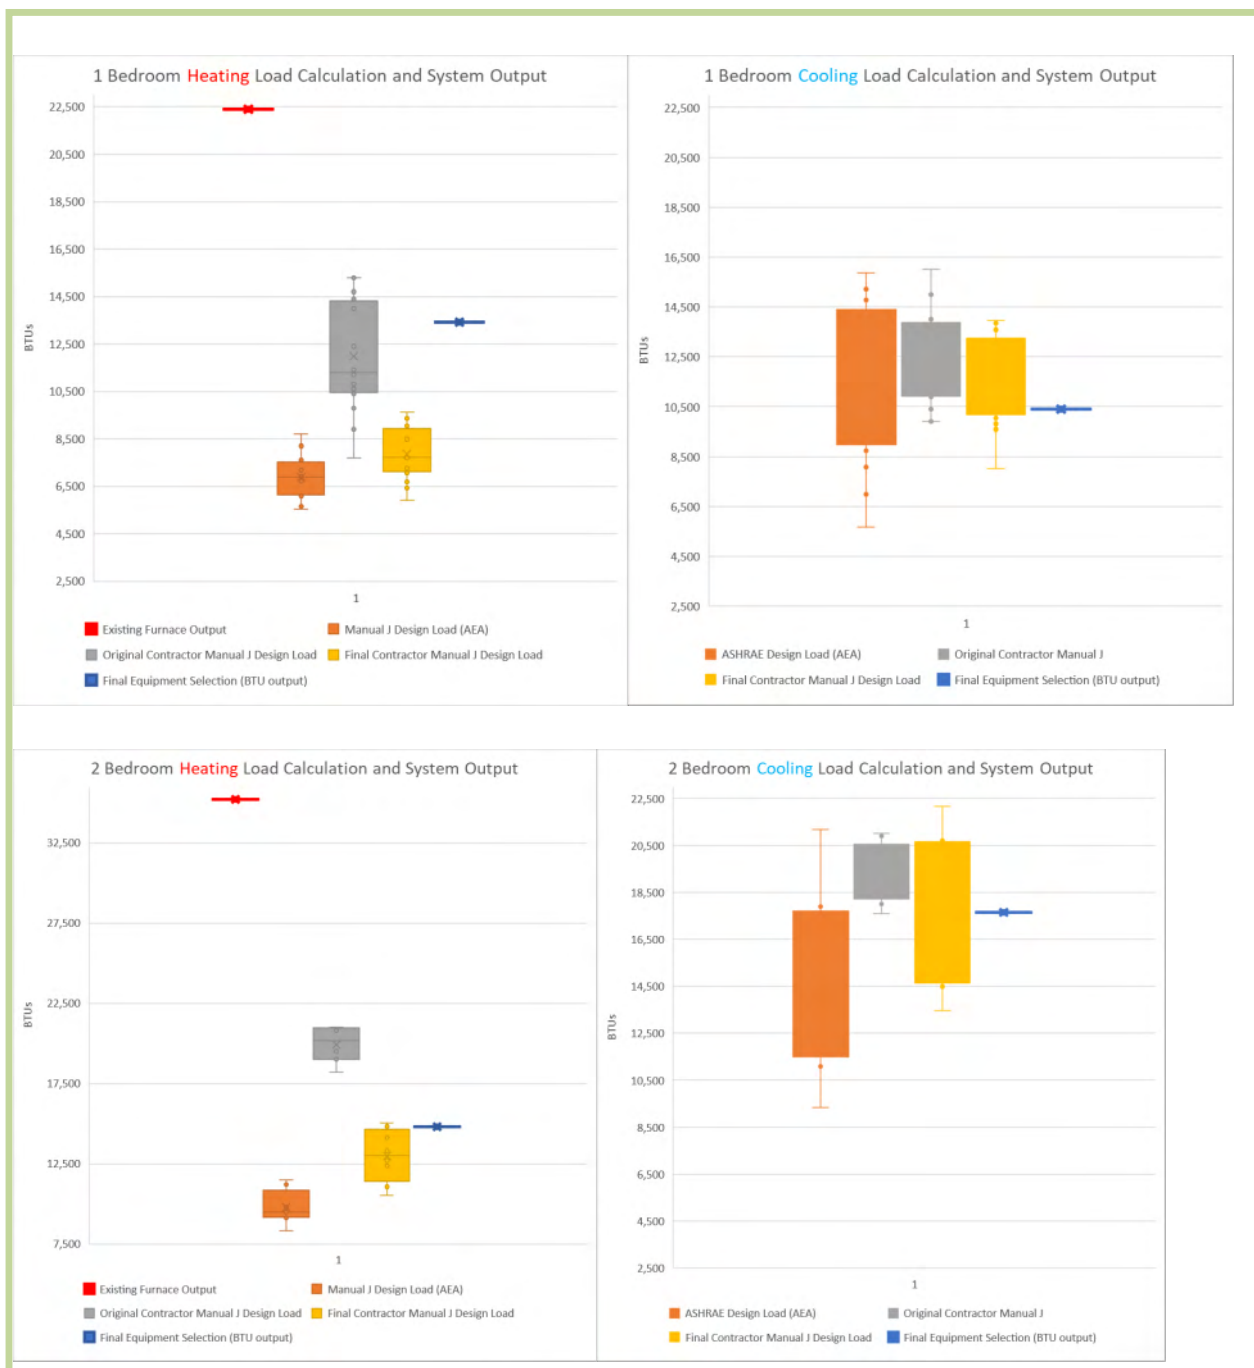 1 Bedroom Heating Load Calculation and System Output
22,500
20,500
18,500
16,500
14,500
12,500
10,500
8,500
6,500
4,500
2,500
BTUs
1
Existing Furnace Output
Manual J Design Load (AEA)
Original Contractor Manual J Design Load
Final Contractor Manual J Design Load
Final Equipment Selection (BTU output)
1 Bedroom Cooling Load Calculation and System Output
22,500
20,500
18,500
16,500
14,500
12,500
10,500
8,500
6,500
4,500
2,500
BTUs
1
ASHRAE Design Load (AEA)
Original Contractor Manual J
Final Contractor Manual J Design Load
Final Equipment Selection (BTU output)
2 Bedroom Heating Load Calculation and System Output
32,500
27,500
22,500
17,500
12,500
7,500
BTUs
1
Existing Furnace Output
Manual J Design Load (AEA)
Original Contractor Manual J Design Load
Final Contractor Manual J Design Load
Final Equipment Selection (BTU output)
2 Bedroom Cooling Load Calculation and System Output
22,500
20,500
18,500
16,500
14,500
12,500
10,500
8,500
6,500
4,500
2,500
BTUs
1
ASHRAE Design Load (AEA)
Original Contractor Manual J
Final Contractor Manual J Design Load
Final Equipment Selection (BTU output)